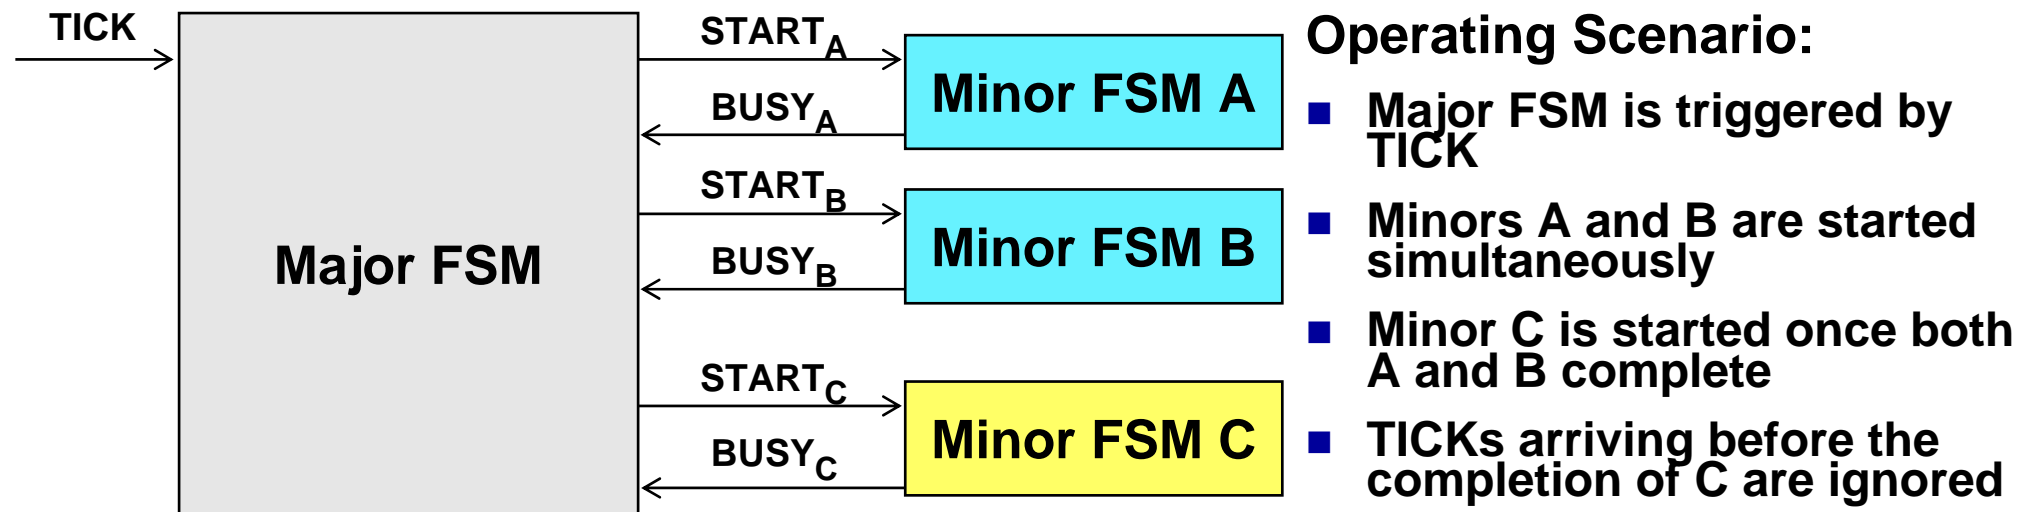 TICK
Major FSM
START_A
BUSY_A
START_B
BUSY_B
START_C
BUSY_C
Minor FSM A
Minor FSM B
Minor FSM C
Operating Scenario:
■ Major FSM is triggered by
TICK
■ Minors A and B are started
simultaneously
■ Minor C is started once both
A and B complete
■ TICKs arriving before the
completion of C are ignored